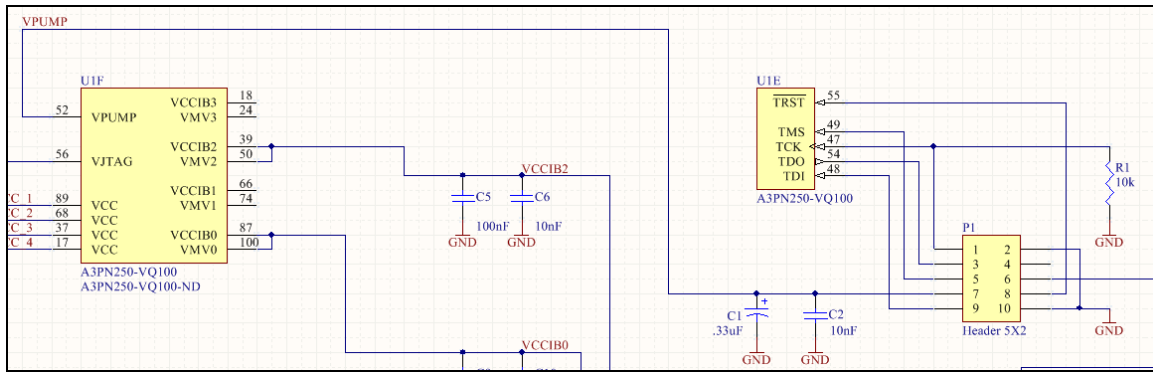 VPUMP
U1F
52 VPUMP
56 VJTAG
89 VCC
68 VCC
37 VCC
17 VCC
VCCIB3 18
VMV3 24
VCCIB2 39
VMV2 50
VCCIB1 66
VMV1 74
VCCIB0 87
VMV0 100
C_1
C_2
C_3
C_4
A3PN250-VQ100
A3PN250-VQ100-ND
VCCIB2
C5
100nF
GND
C6
10nF
GND
VCCIB0
U1E
TRST 55
TMS 49
TCK 47
TDO 54
TDI 48
A3PN250-VQ100
R1
10k
GND
P1
1 2
3 4
5 6
7 8
9 10
Header 5X2
GND
C1
+
.33uF
GND
C2
10nF
GND